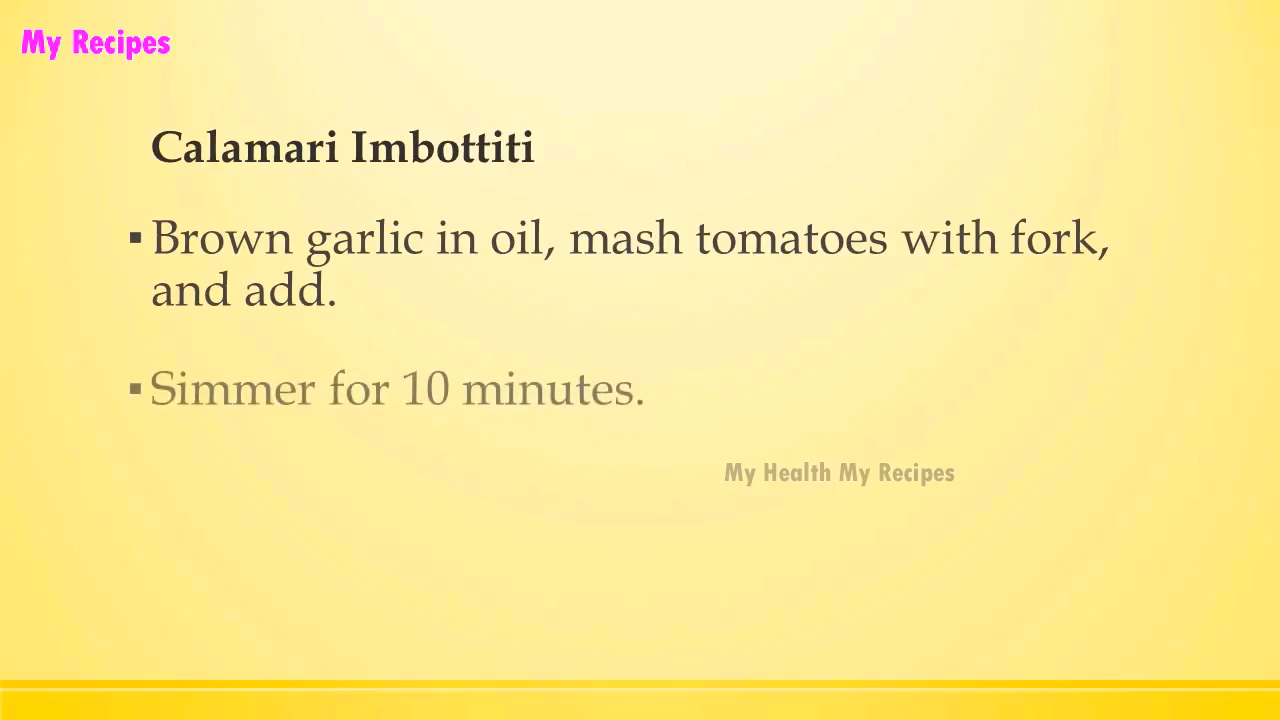 My Recipes
Calamari Imbottiti
▪ Brown garlic in oil, mash tomatoes with fork,
and add.
▪ Simmer for 10 minutes.
My Health My Recipes